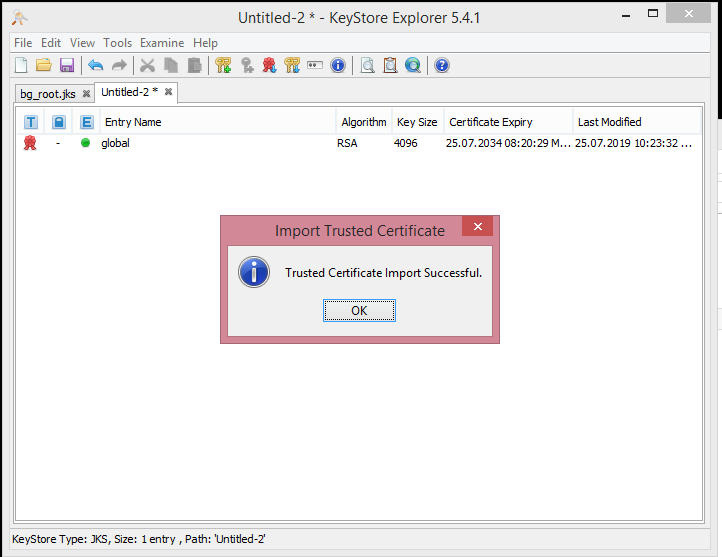 Untitled-2 * - KeyStore Explorer 5.4.1
File Edit View Tools Examine Help
bg_root.jks Untitled-2 *
T E Entry Name Algorithm Key Size Certificate Expiry Last Modified
- global RSA 4096 25.07.2034 08:20:29 M... 25.07.2019 10:23:32 ...
Import Trusted Certificate
Trusted Certificate Import Successful.
OK
KeyStore Type: JKS, Size: 1 entry , Path: 'Untitled-2'